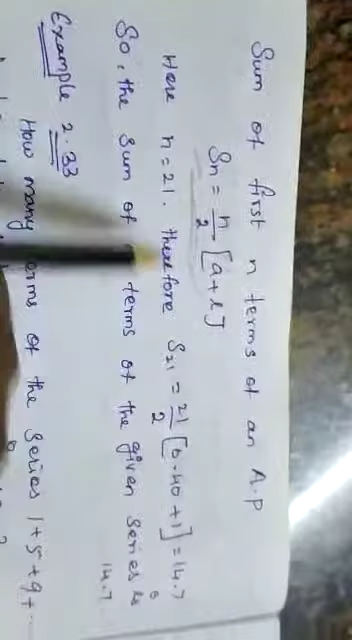 Sum of first n terms of an A.P
Sn = n/2 [a+l]
Here n=21. therefore S21 = 21/2 [0.40+1] = 14.7
So, the sum of terms of the given series is
14.7
Example 2.33
How many terms of the series 1+5+9+...